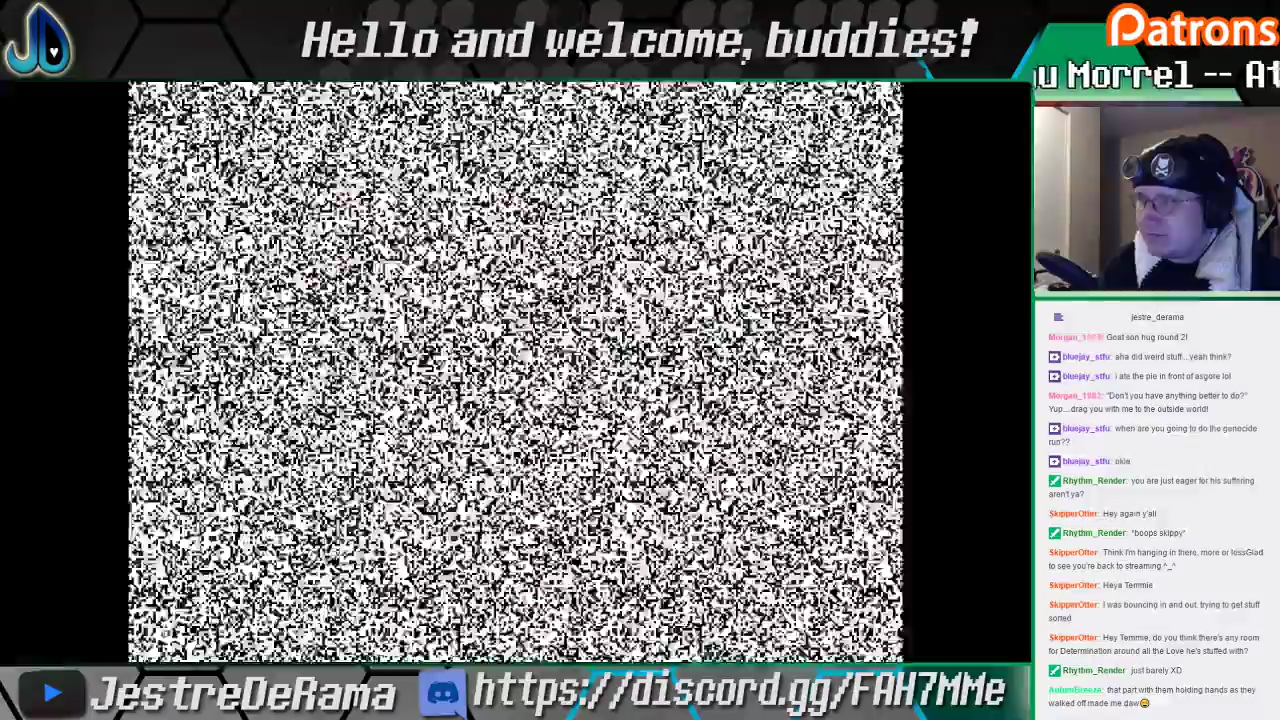 JD
Hello and welcome, buddies!
Patrons
u Morrel -- At
jestre_derama
Goat son hug round 2!
bluejay_stfu: aha did weird stuff...yeah think?
bluejay_stfu: i ate the pie in front of asgore lol
Morgan_1983: "Don't you have anything better to do?"
Yup...drag you with me to the outside world!
bluejay_stfu: when are you going to do the genocide
run??
bluejay_stfu: okie
Rhythm_Render: you are just eager for his suffering
aren't ya?
SkipperOtter: Hey again y'all
Rhythm_Render: *boops skippy*
SkipperOtter: Think I'm hanging in there, more or lessGlad
to see you're back to streaming ^_^
SkipperOtter: Heya Temmie
SkipperOtter: I was bouncing in and out, trying to get stuff
sorted
SkipperOtter: Hey Temmie, do you think there's any room
for Determination around all the Love he's stuffed with?
Rhythm_Render: just barely XD
AutumBreeze: that part with them holding hands as they
walked off made me daw😄
JestreDeRama
https://discord.gg/FAH7MMe